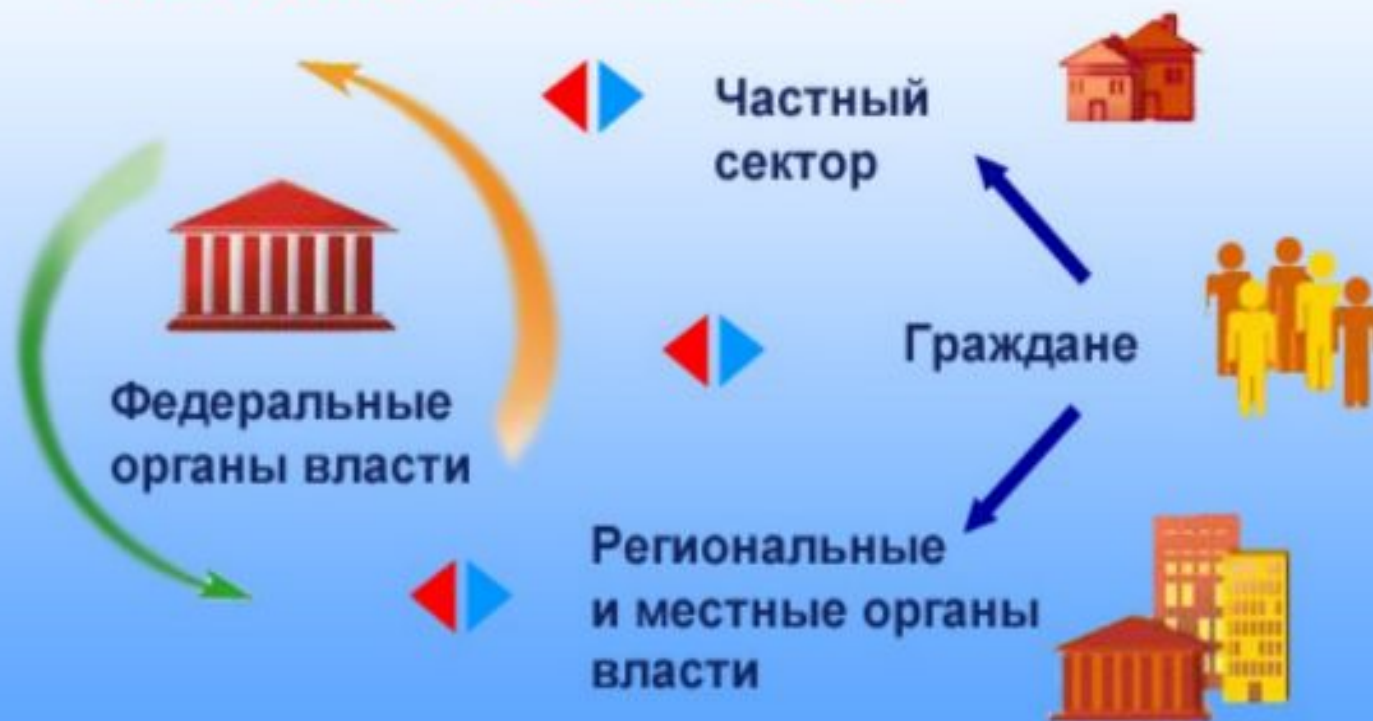 Частный
сектор
Граждане
Федеральные
органы власти
Региональные
и местные органы
власти